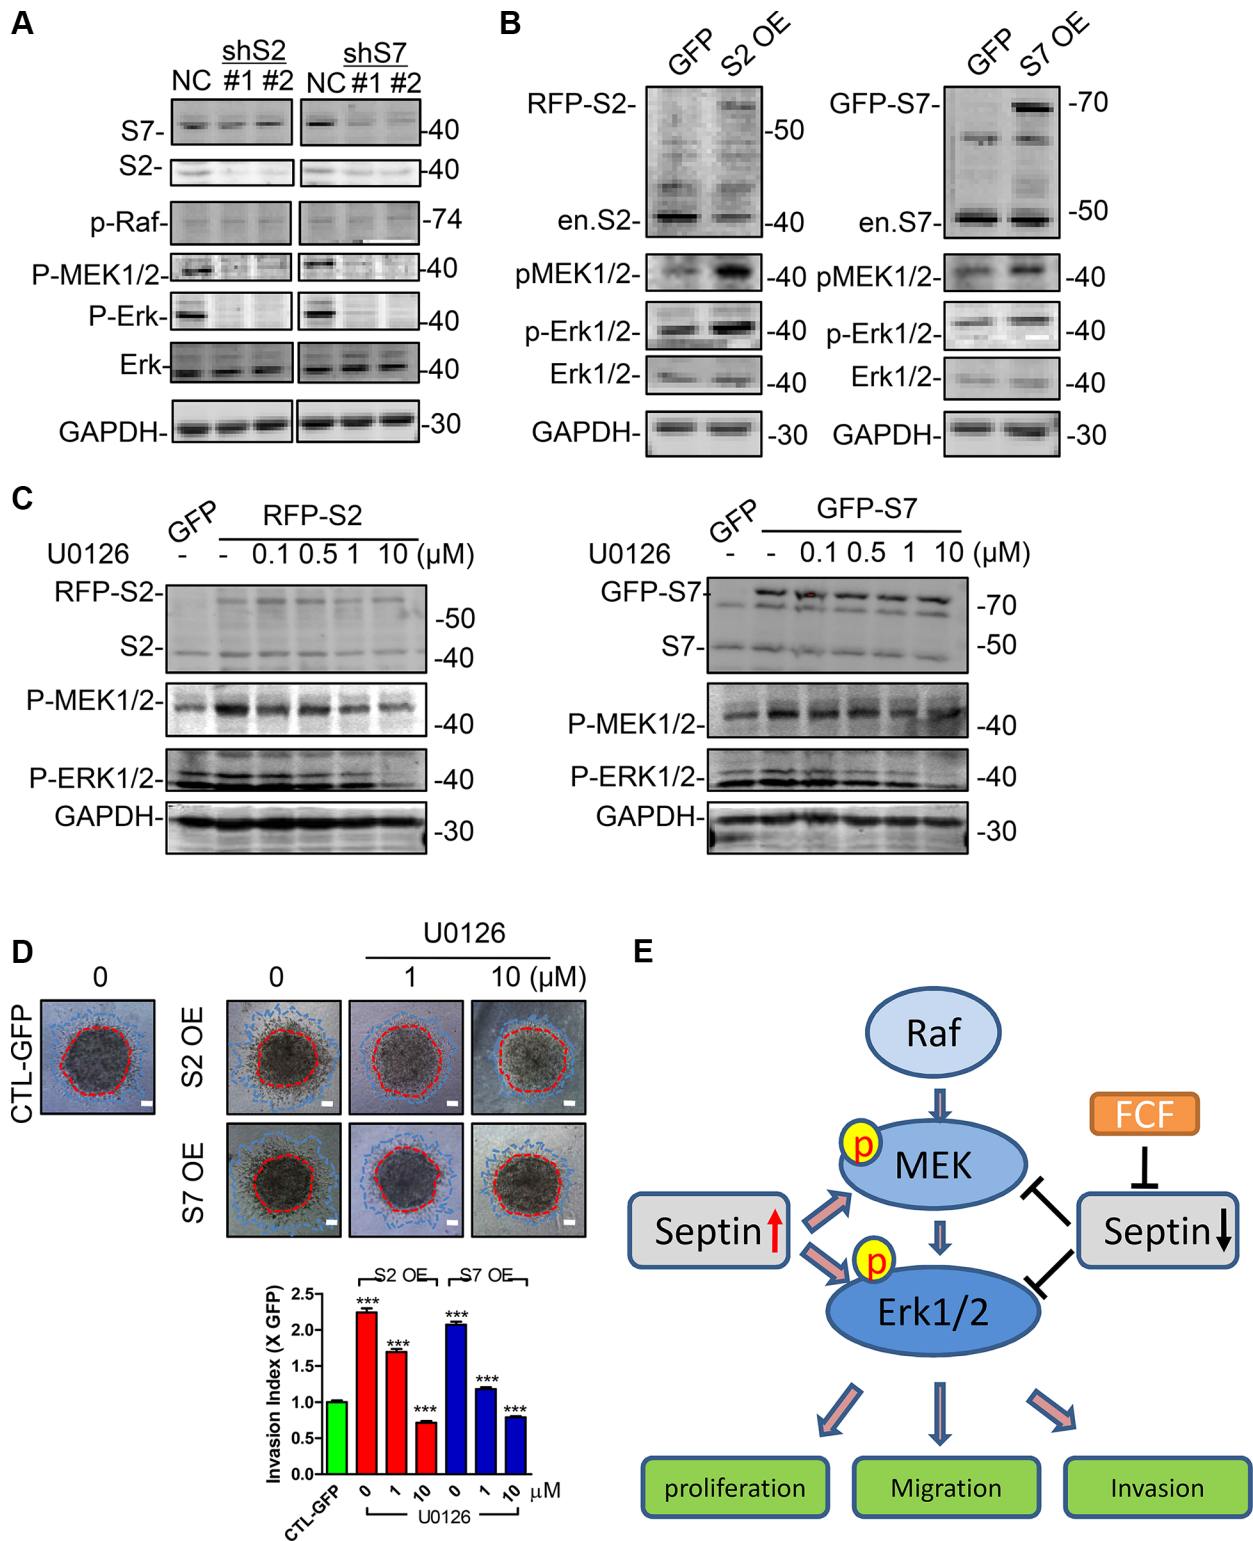 A
shS2 shS7
NC #1 #2 NC #1 #2
S7- -40
S2- -40
p-Raf- -74
P-MEK1/2- -40
P-Erk- -40
Erk- -40
GAPDH- -30
B
GFP S2 OE GFP S7 OE
RFP-S2- -50 GFP-S7- -70
en.S2- -40 en.S7- -50
pMEK1/2- -40 pMEK1/2- -40
p-Erk1/2- -40 p-Erk1/2- -40
Erk1/2- -40 Erk1/2- -40
GAPDH- -30 GAPDH- -30
C
GFP RFP-S2
U0126 - - 0.1 0.5 1 10 (μM)
RFP-S2- -50
S2- -40
P-MEK1/2- -40
P-ERK1/2- -40
GAPDH- -30
GFP GFP-S7
U0126 - - 0.1 0.5 1 10 (μM)
GFP-S7- -70
S7- -50
P-MEK1/2- -40
P-ERK1/2- -40
GAPDH- -30
D
U0126
0 0 1 10 (μM)
CTL-GFP
S2 OE
S7 OE
S2 OE S7 OE
Invasion Index (X GFP)
2.5
2.0
1.5
1.0
0.5
0.0
*** *** *** *** *** ***
CTL-GFP 0 1 10 0 1 10 μM
U0126
E
Raf
FCF
p
MEK
Septin Septin
p
Erk1/2
proliferation Migration Invasion